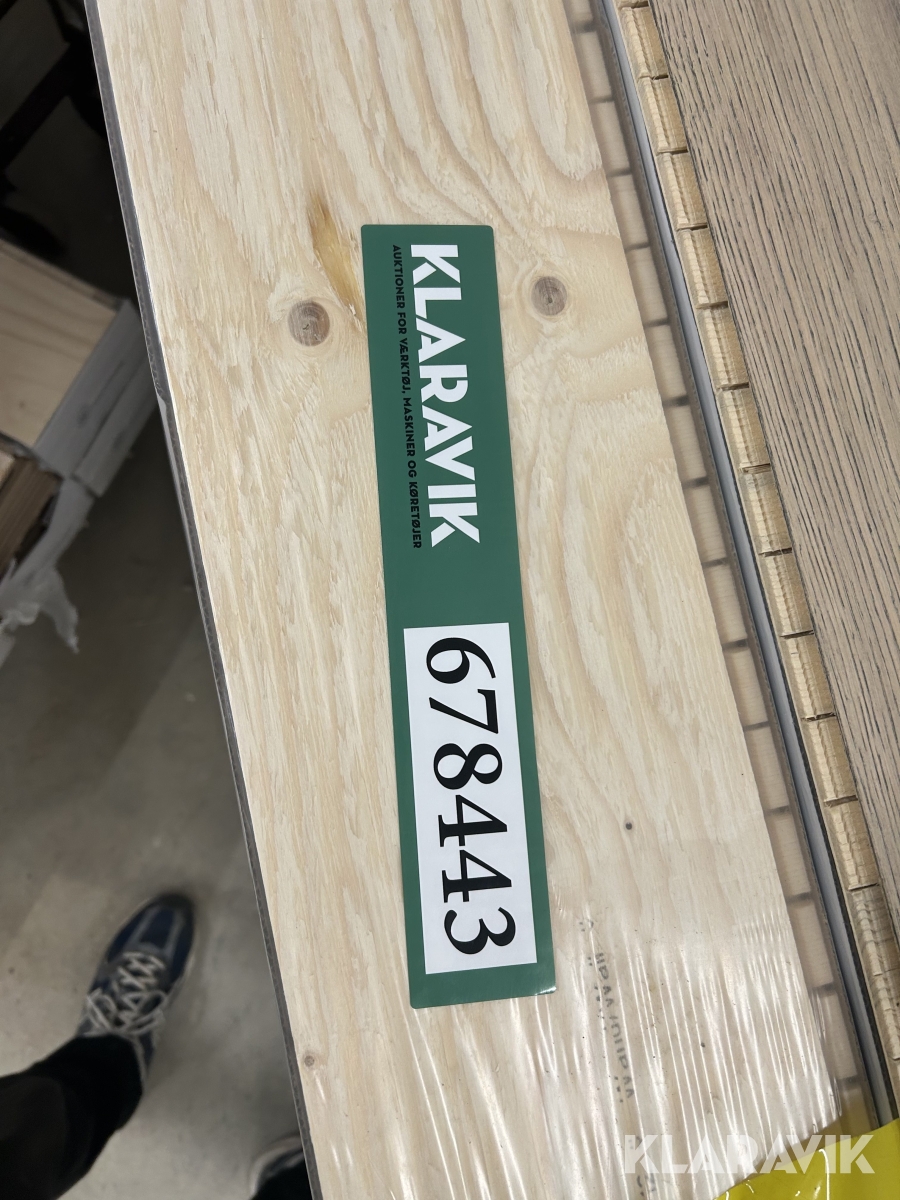 KLARAVIK
AUKTIONER FOR VÆRKTØJ, MASKINER OG KØRETØJER
678443
KLARAVIK